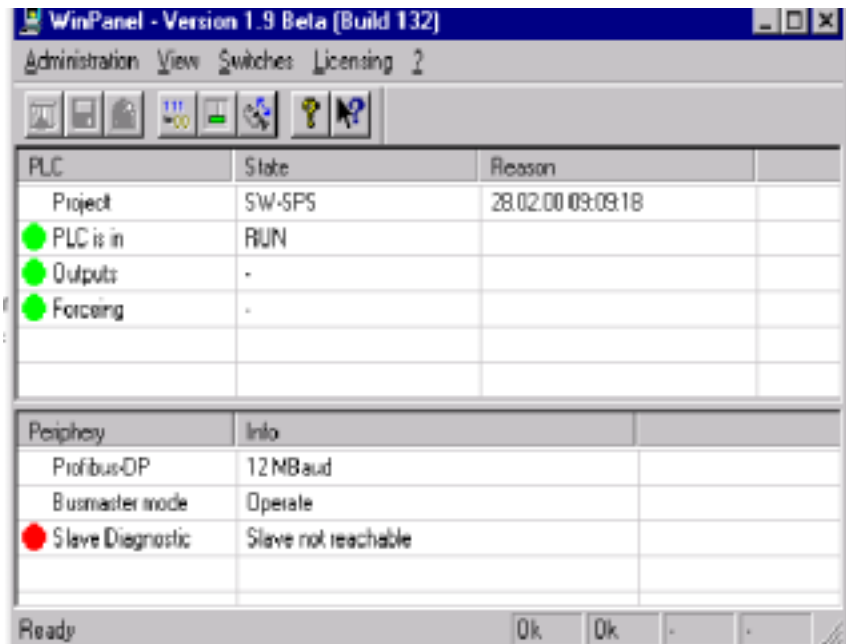 WinPanel - Version 1.9 Beta (Build 132)
Administration View Switches Licensing ?
PLC State Reason
Project SW-SPS 28.02.00 09:09:18
PLC is in RUN
Outputs -
Forceing -
Periphery Info
Profibus-DP 12 MBaud
Busmaster mode Operate
Slave Diagnostic Slave not reachable
Ready Ok Ok - -